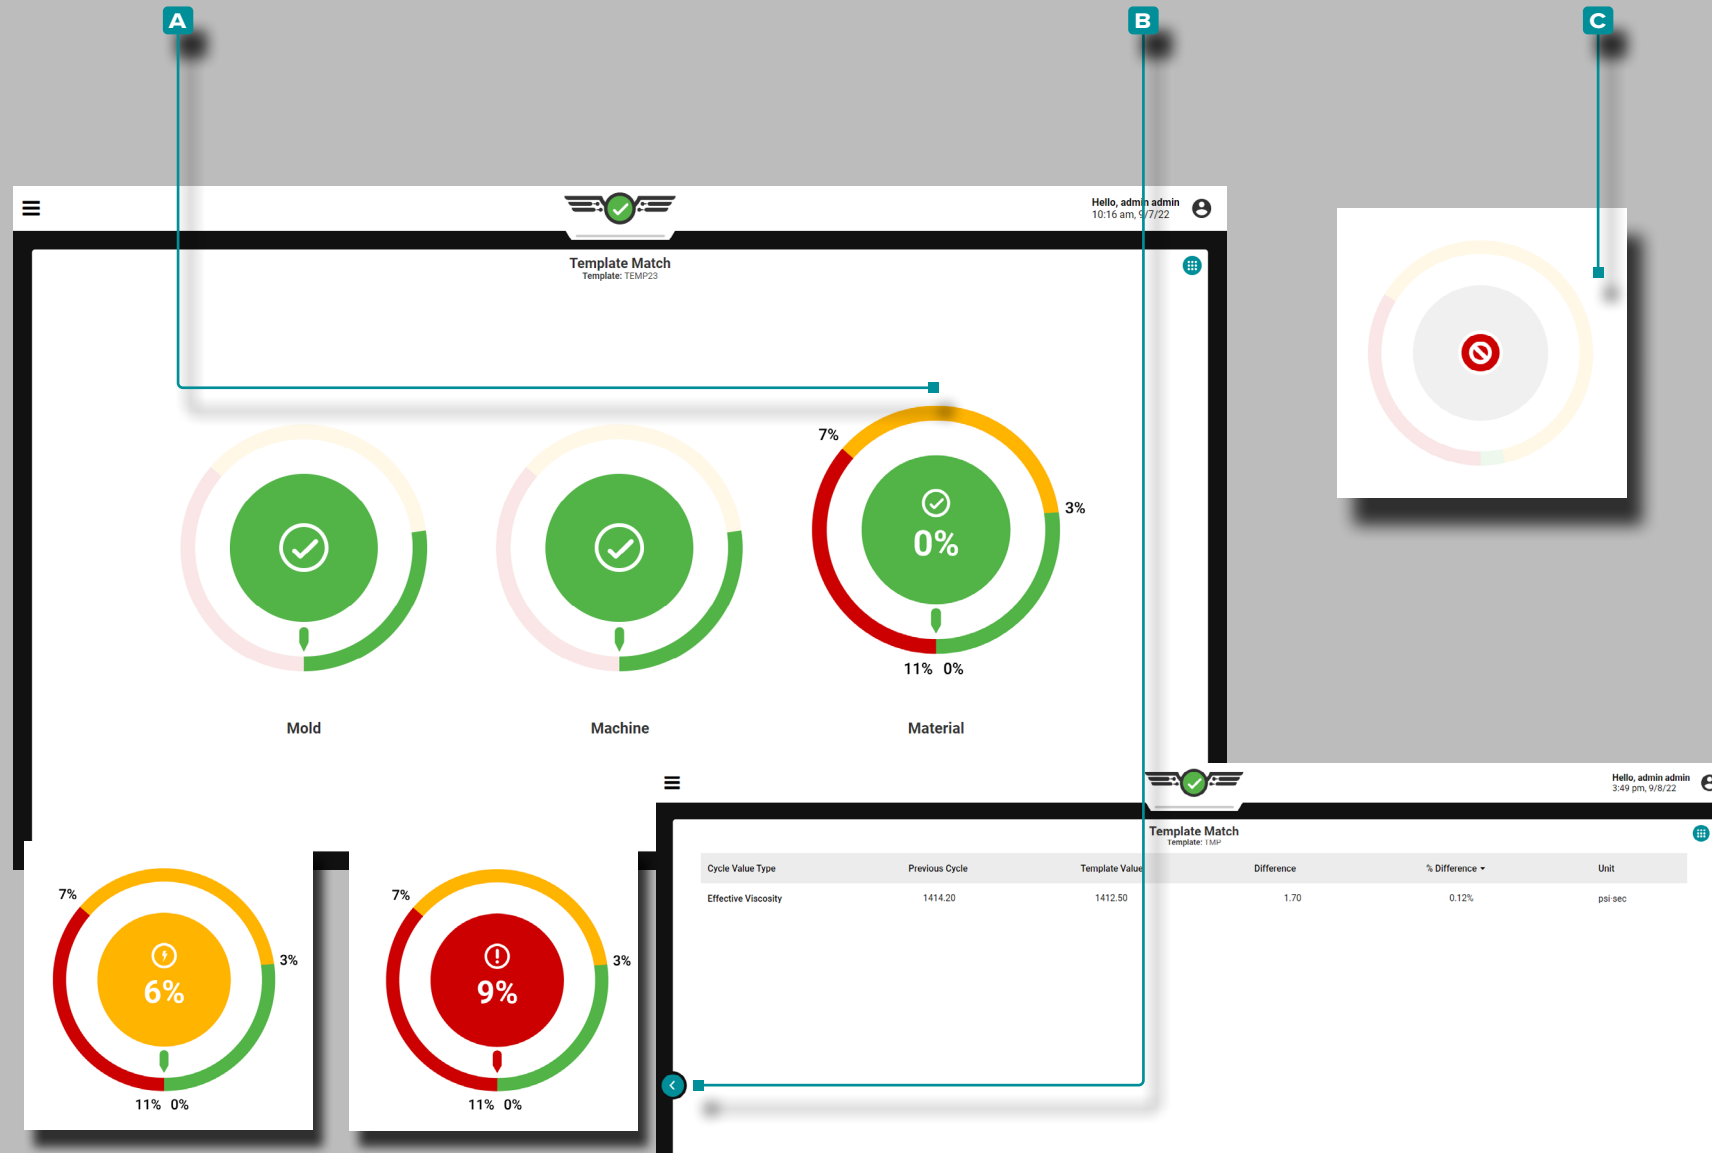 A
B
C
Hello, admin admin
10:16 am, 9/7/22
Template Match
Template: TEMP23
7%
3%
0%
11% 0%
Mold
Machine
Material
7%
3%
6%
11% 0%
7%
3%
9%
11% 0%
Hello, admin admin
3:49 pm, 9/8/22
Template Match
Template: TMP
Cycle Value Type Previous Cycle Template Value Difference % Difference Unit
Effective Viscosity 1414.20 1412.50 1.70 0.12% psi·sec